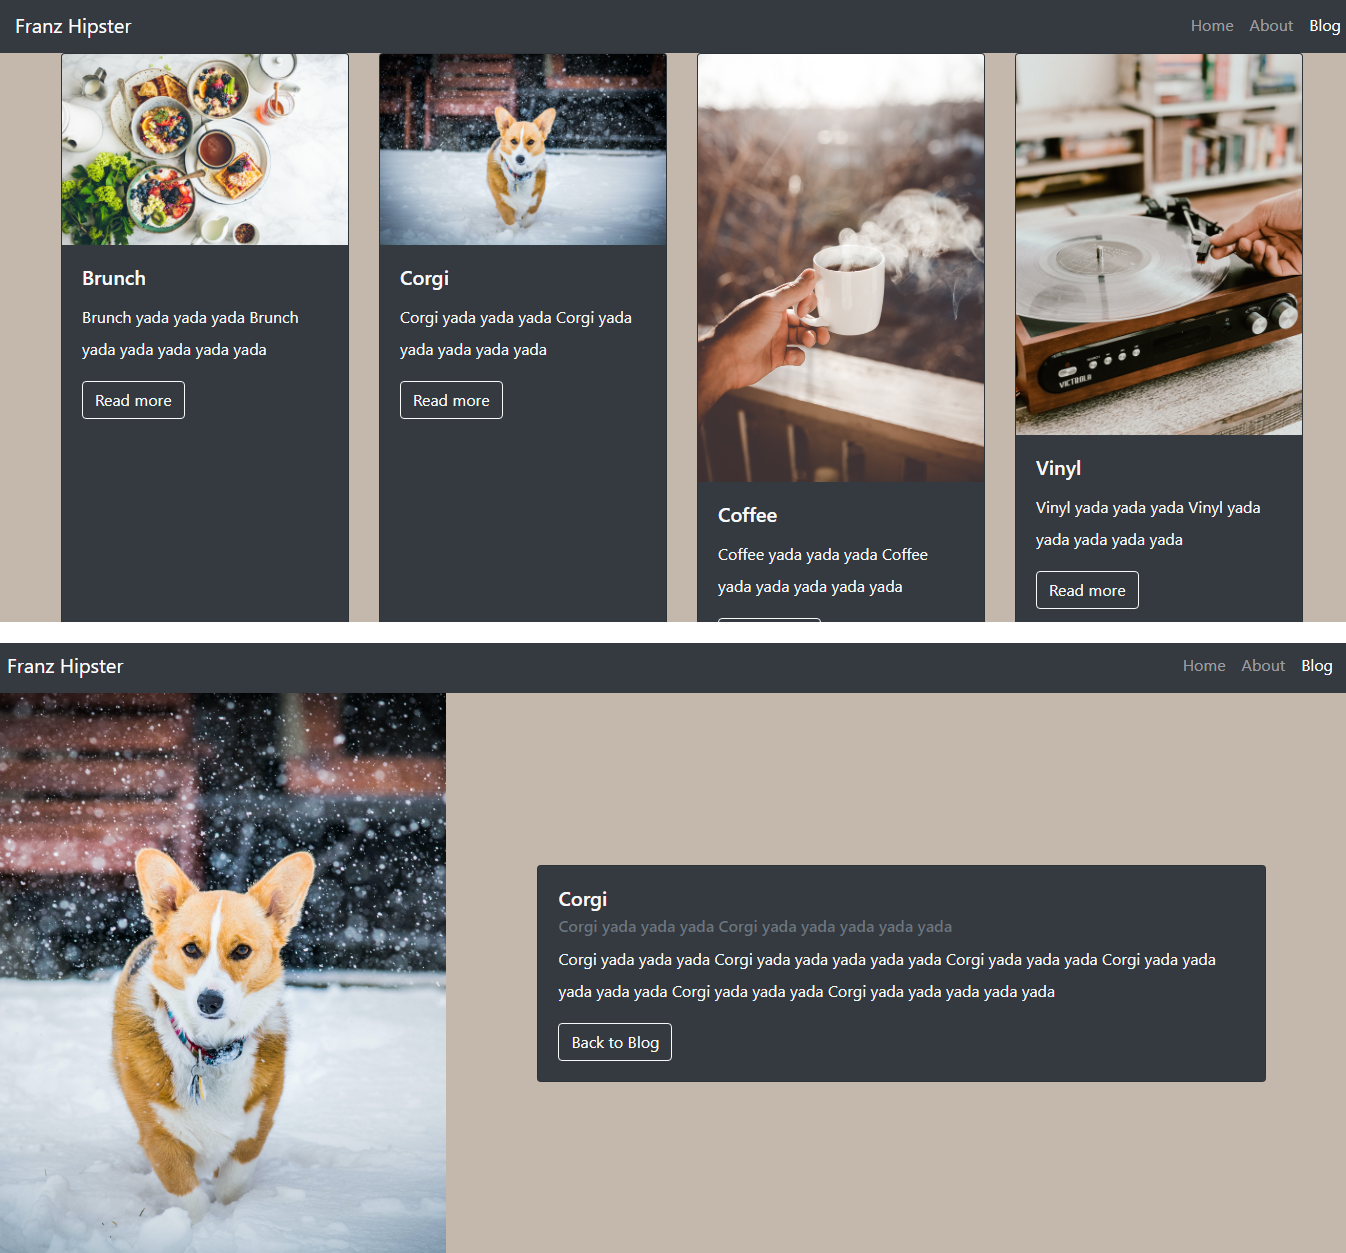 Franz Hipster
Home About Blog
Brunch
Brunch yada yada yada Brunch
yada yada yada yada yada
Read more
Corgi
Corgi yada yada yada Corgi yada
yada yada yada yada
Read more
Coffee
Coffee yada yada yada Coffee
yada yada yada yada yada
VICTROLA
Vinyl
Vinyl yada yada yada Vinyl yada
yada yada yada yada
Read more
Franz Hipster
Home About Blog
Corgi
Corgi yada yada yada Corgi yada yada yada yada yada
Corgi yada yada yada Corgi yada yada yada yada yada Corgi yada yada yada Corgi yada yada
yada yada yada Corgi yada yada yada Corgi yada yada yada yada yada
Back to Blog